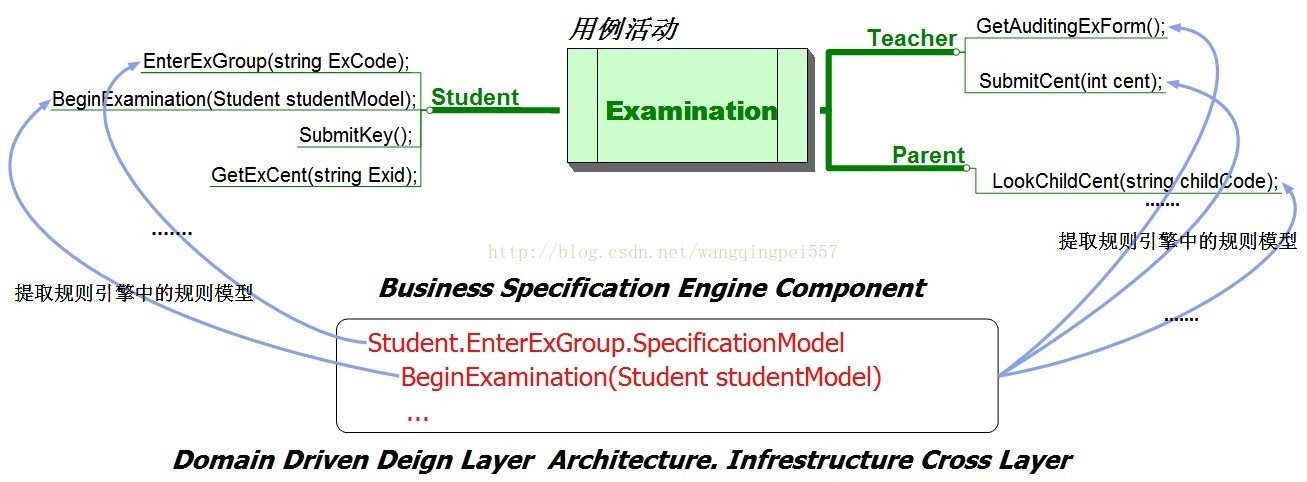 用例活动
EnterExGroup(string ExCode);
BeginExamination(Student studentModel);
Student
SubmitKey();
GetExCent(string Exid);
.......
提取规则引擎中的规则模型
Examination
Teacher
GetAuditingExForm();
SubmitCent(int cent);
Parent
LookChildCent(string childCode);
.......
提取规则引擎中的规则模型
.......
http://blog.csdn.net/wangqingpei557
Business Specification Engine Component
Student.EnterExGroup.SpecificationModel
BeginExamination(Student studentModel)
...
Domain Driven Deign Layer Architecture. Infrestructure Cross Layer